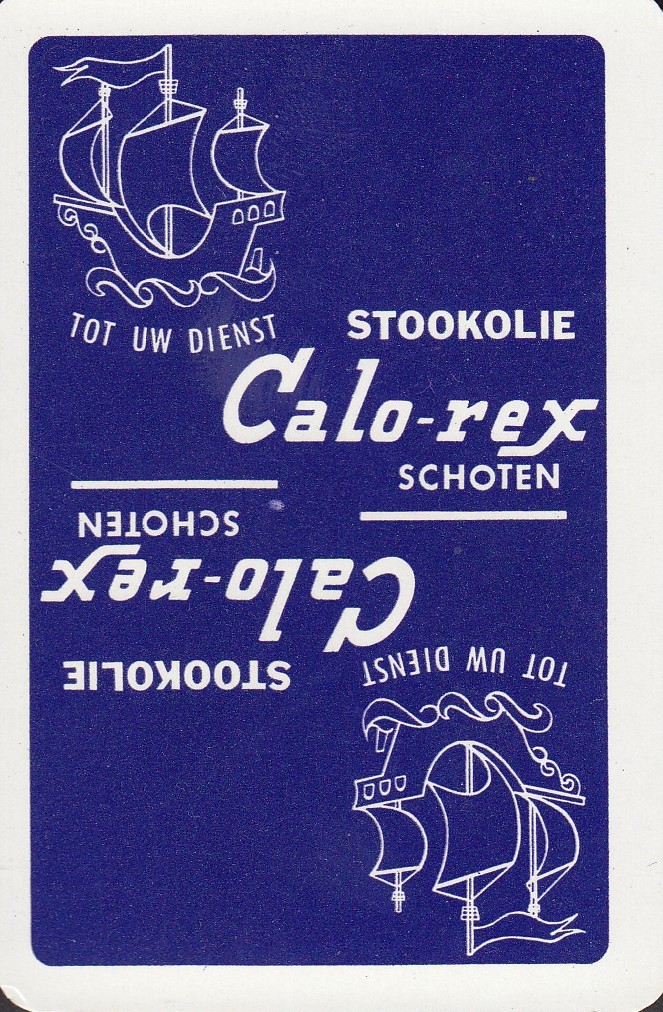 TOT UW DIENST
STOOKOLIE
Calo-rex
SCHOTEN
SCHOTEN
Calo-rex
STOOKOLIE
TOT UW DIENST